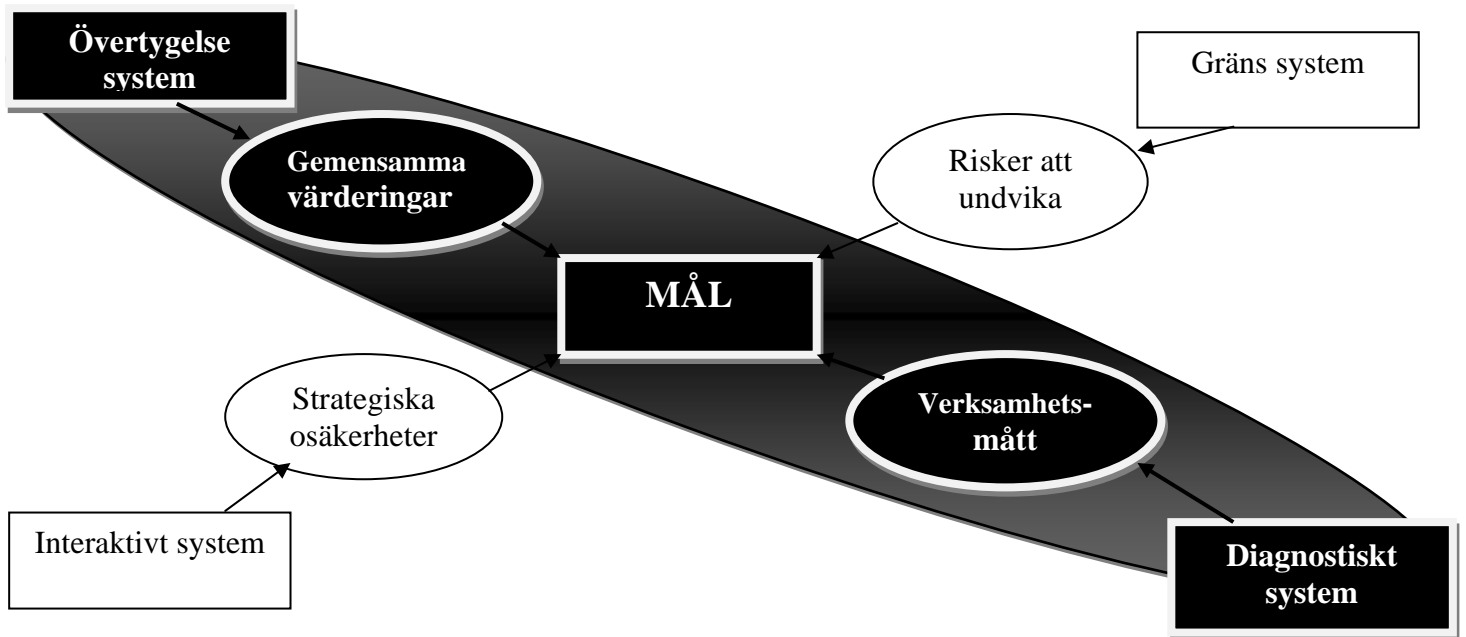 Övertygelse
system
Gräns system
Gemensamma
värderingar
Risker att
undvika
MÅL
Strategiska
osäkerheter
Verksamhets-
mått
Interaktivt system
Diagnostiskt
system